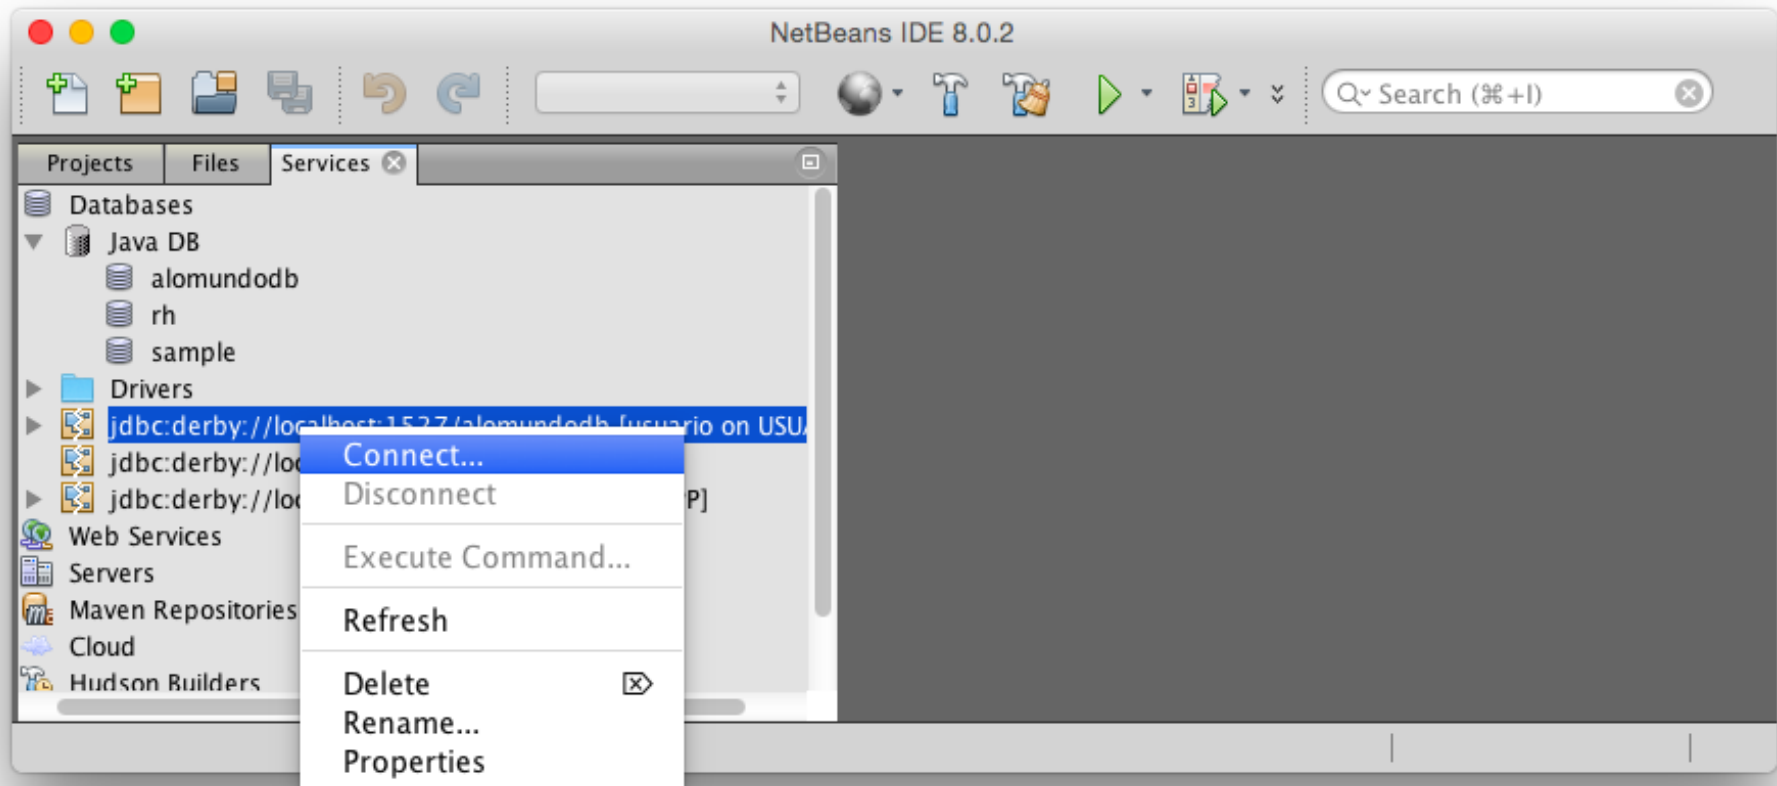 NetBeans IDE 8.0.2
Search (⌘+I)
Projects Files Services
Databases
Java DB
alomundodb
rh
sample
Drivers
jdbc:derby://localhost:1527/alomundodb [usuario on USU
jdbc:derby://loc
jdbc:derby://loc P]
Web Services
Servers
Maven Repositories
Cloud
Hudson Builders
Connect...
Disconnect
Execute Command...
Refresh
Delete
Rename...
Properties